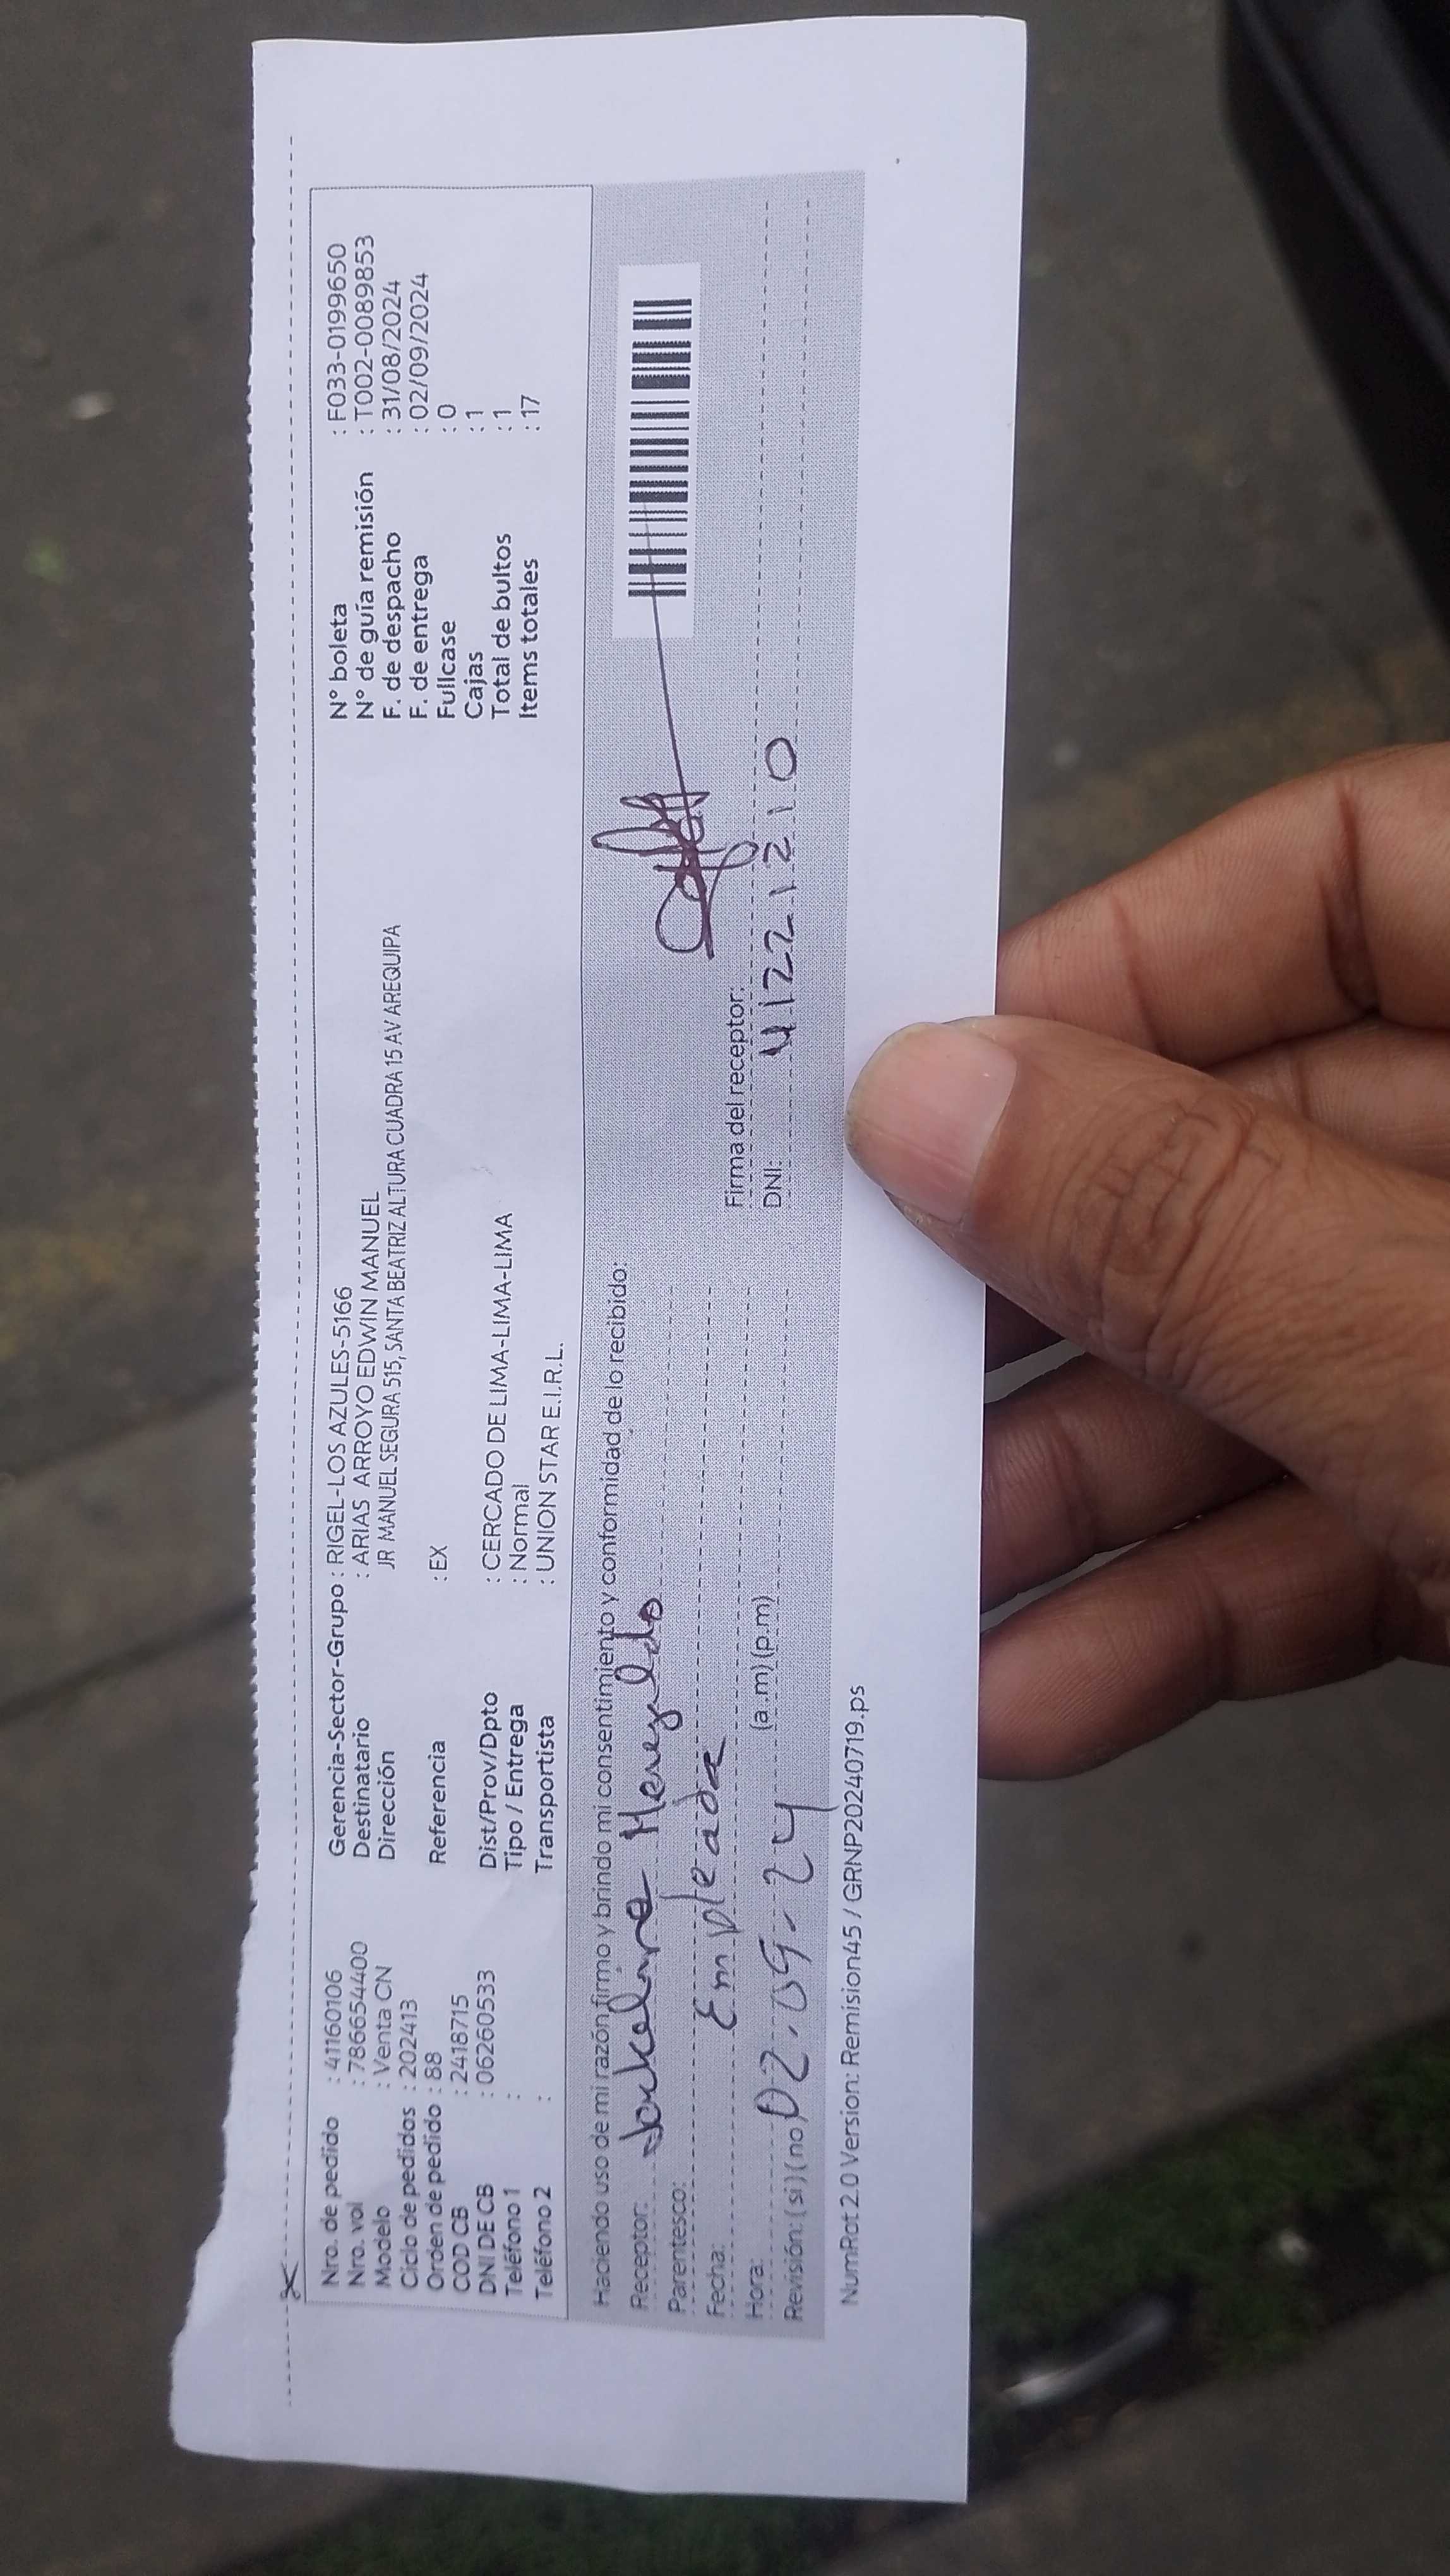 Nro. de pedido : 41160106
Nro. vol : 786654400
Modelo : Venta CN
Ciclo de pedidos : 202413
Orden de pedido : 88
COD CB : 2418715
DNI DE CB : 06260533
Teléfono 1 :
Teléfono 2 :
Gerencia-Sector-Grupo : RIGEL-LOS AZULES-5166
Destinatario : ARIAS ARROYO EDWIN MANUEL
Dirección JR MANUEL SEGURA 515, SANTA BEATRIZ ALTURA CUADRA 15 AV AREQUIPA
Referencia : EX
Dist/Prov/Dpto : CERCADO DE LIMA-LIMA-LIMA
Tipo / Entrega : Normal
Transportista : UNION STAR E.I.R.L.
N° boleta : F033-0199650
N° de guía remisión : T002-0089853
F. de despacho : 31/08/2024
F. de entrega : 02/09/2024
Fullcase : 0
Cajas : 1
Total de bultos : 1
Items totales : 17
Haciendo uso de mi razón firmo y brindo mi consentimiento y conformidad de lo recibido:
Receptor:
Parentesco: Empleada
Fecha:
Hora: 02.09-24 (a.m) (p.m)
Revisión: (si) (no
Firma del receptor:
DNI: 41221210
NumRot 2.0 Version: Remision45 / GRNP20240719.ps